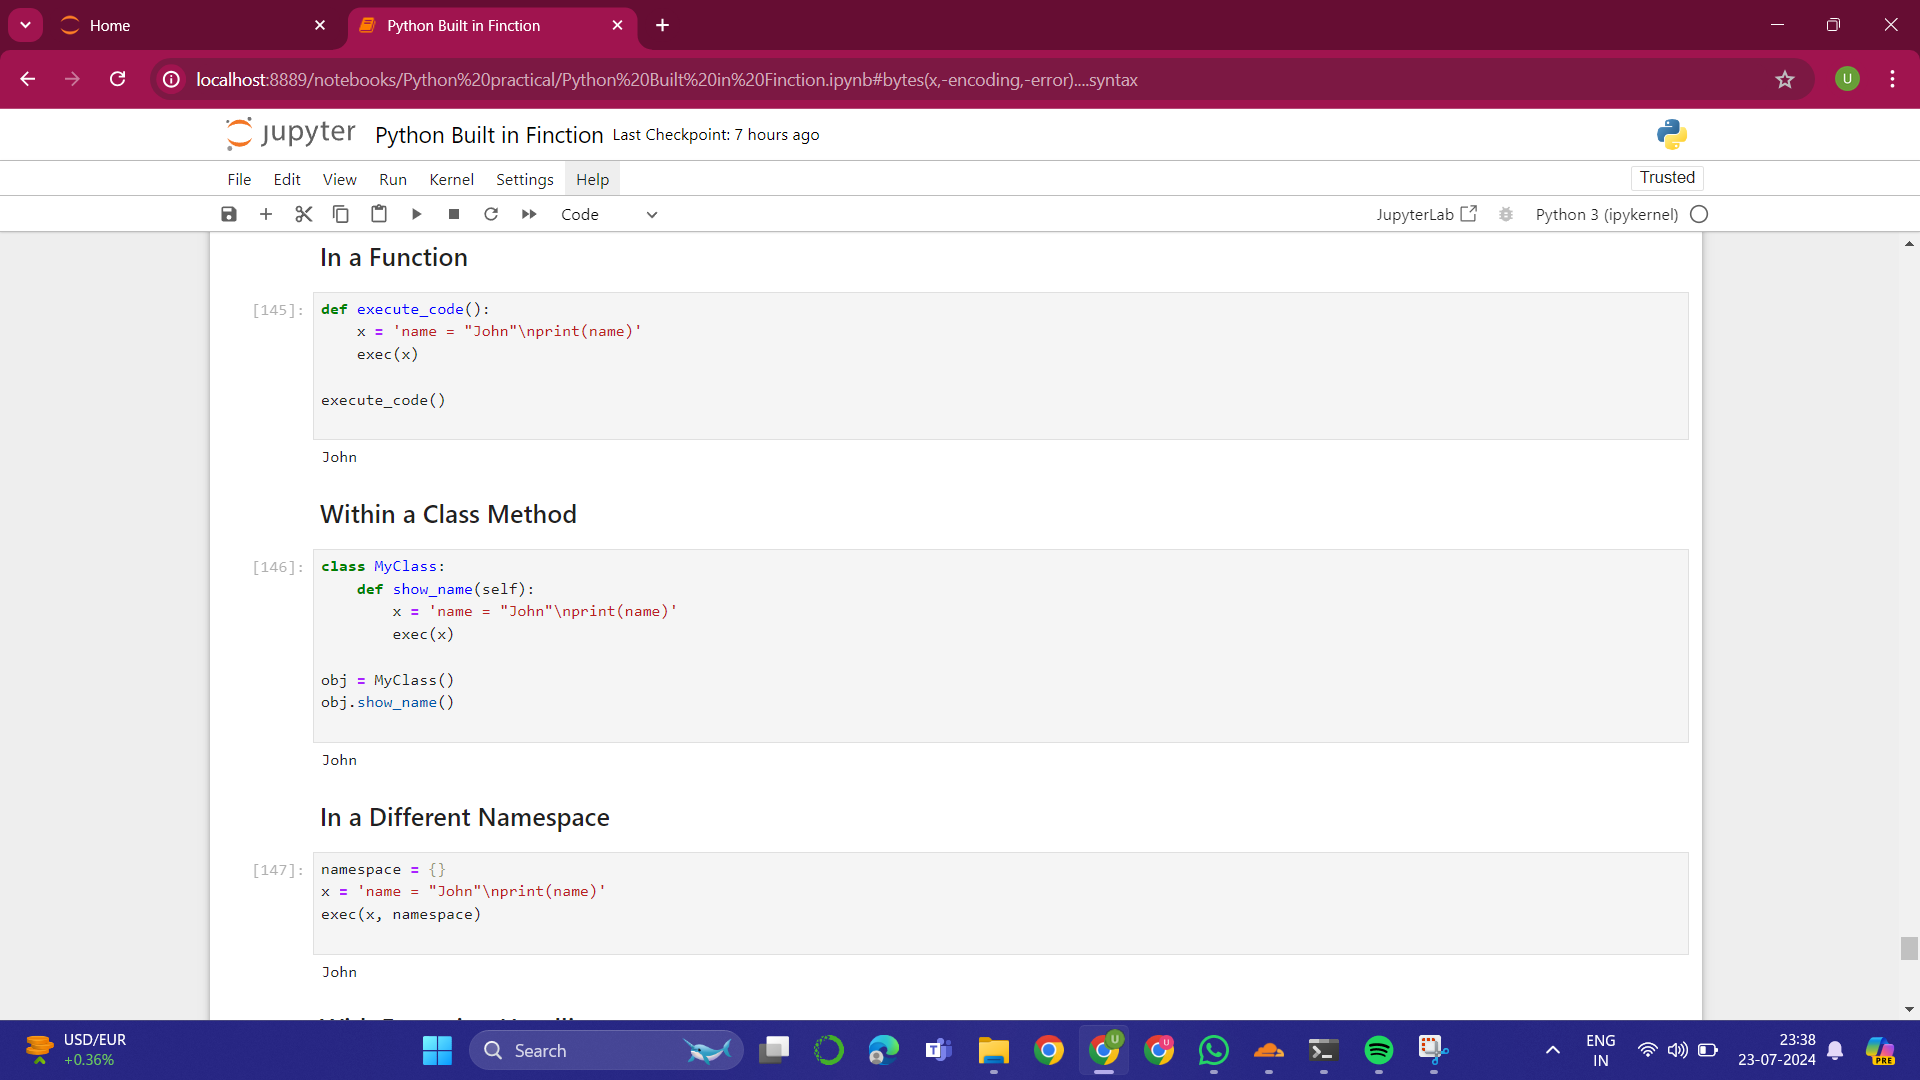 Home
Python Built in Finction
localhost:8889/notebooks/Python%20practical/Python%20Built%20in%20Finction.ipynb#bytes(x,-encoding,-error)....syntax
U
jupyter Python Built in Finction Last Checkpoint: 7 hours ago
File Edit View Run Kernel Settings Help
Trusted
Code
JupyterLab
Python 3 (ipykernel)
In a Function
[145]:
def execute_code():
    x = 'name = "John"\nprint(name)'
    exec(x)
execute_code()
John
Within a Class Method
[146]:
class MyClass:
    def show_name(self):
        x = 'name = "John"\nprint(name)'
        exec(x)
obj = MyClass()
obj.show_name()
John
In a Different Namespace
[147]:
namespace = {}
x = 'name = "John"\nprint(name)'
exec(x, namespace)
John
USD/EUR
+0.36%
Search
U
U
ENG
IN
23:38
23-07-2024
PRE